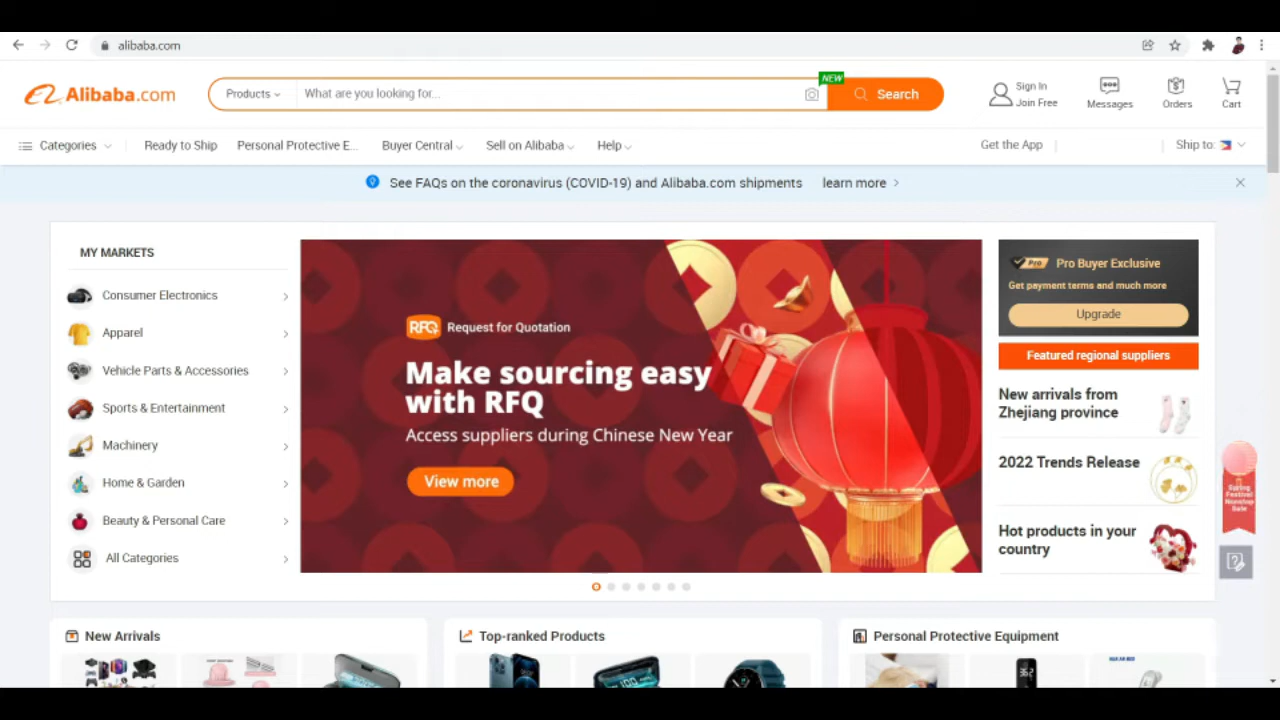 alibaba.com
Alibaba.com
Products
What are you looking for...
NEW
Search
Sign In
Join Free
Messages
Orders
Cart
Categories
Ready to Ship
Personal Protective E...
Buyer Central
Sell on Alibaba
Help
Get the App
Ship to:
See FAQs on the coronavirus (COVID-19) and Alibaba.com shipments
learn more
MY MARKETS
Consumer Electronics
Apparel
Vehicle Parts & Accessories
Sports & Entertainment
Machinery
Home & Garden
Beauty & Personal Care
All Categories
RFQ Request for Quotation
Make sourcing easy
with RFQ
Access suppliers during Chinese New Year
View more
Pro Pro Buyer Exclusive
Get payment terms and much more
Upgrade
Featured regional suppliers
New arrivals from
Zhejiang province
2022 Trends Release
Hot products in your
country
Spring
Festival
Nonstop
Sale
New Arrivals
Top-ranked Products
Personal Protective Equipment